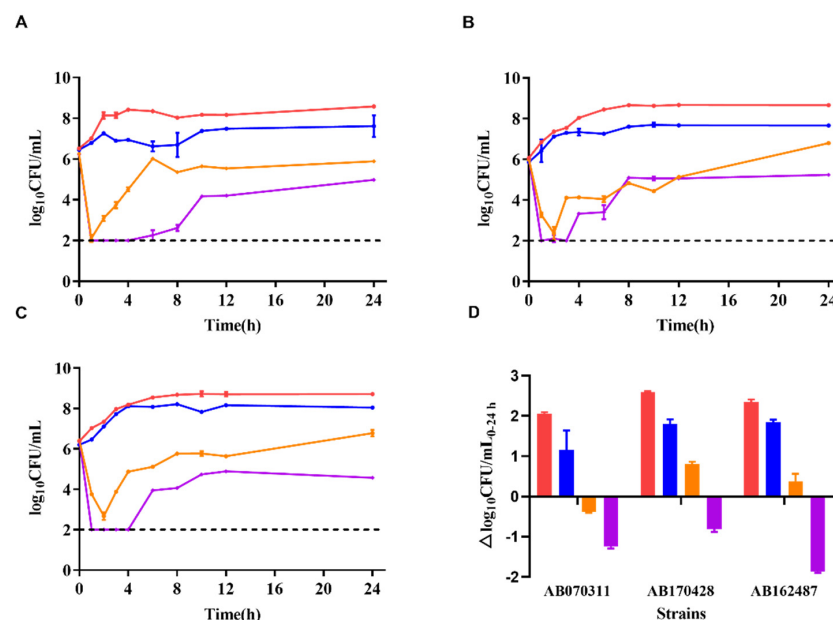 A
log₁₀CFU/mL
10
8
6
4
2
0
0 4 8 12 16 20 24
Time(h)
B
log₁₀CFU/mL
10
8
6
4
2
0
0 4 8 12 16 20 24
Time(h)
C
log₁₀CFU/mL
10
8
6
4
2
0
0 4 8 12 16 20 24
Time(h)
D
△log₁₀CFU/mL₀₋₂₄ ₕ
3
2
1
0
-1
-2
AB070311 AB170428 AB162487
Strains